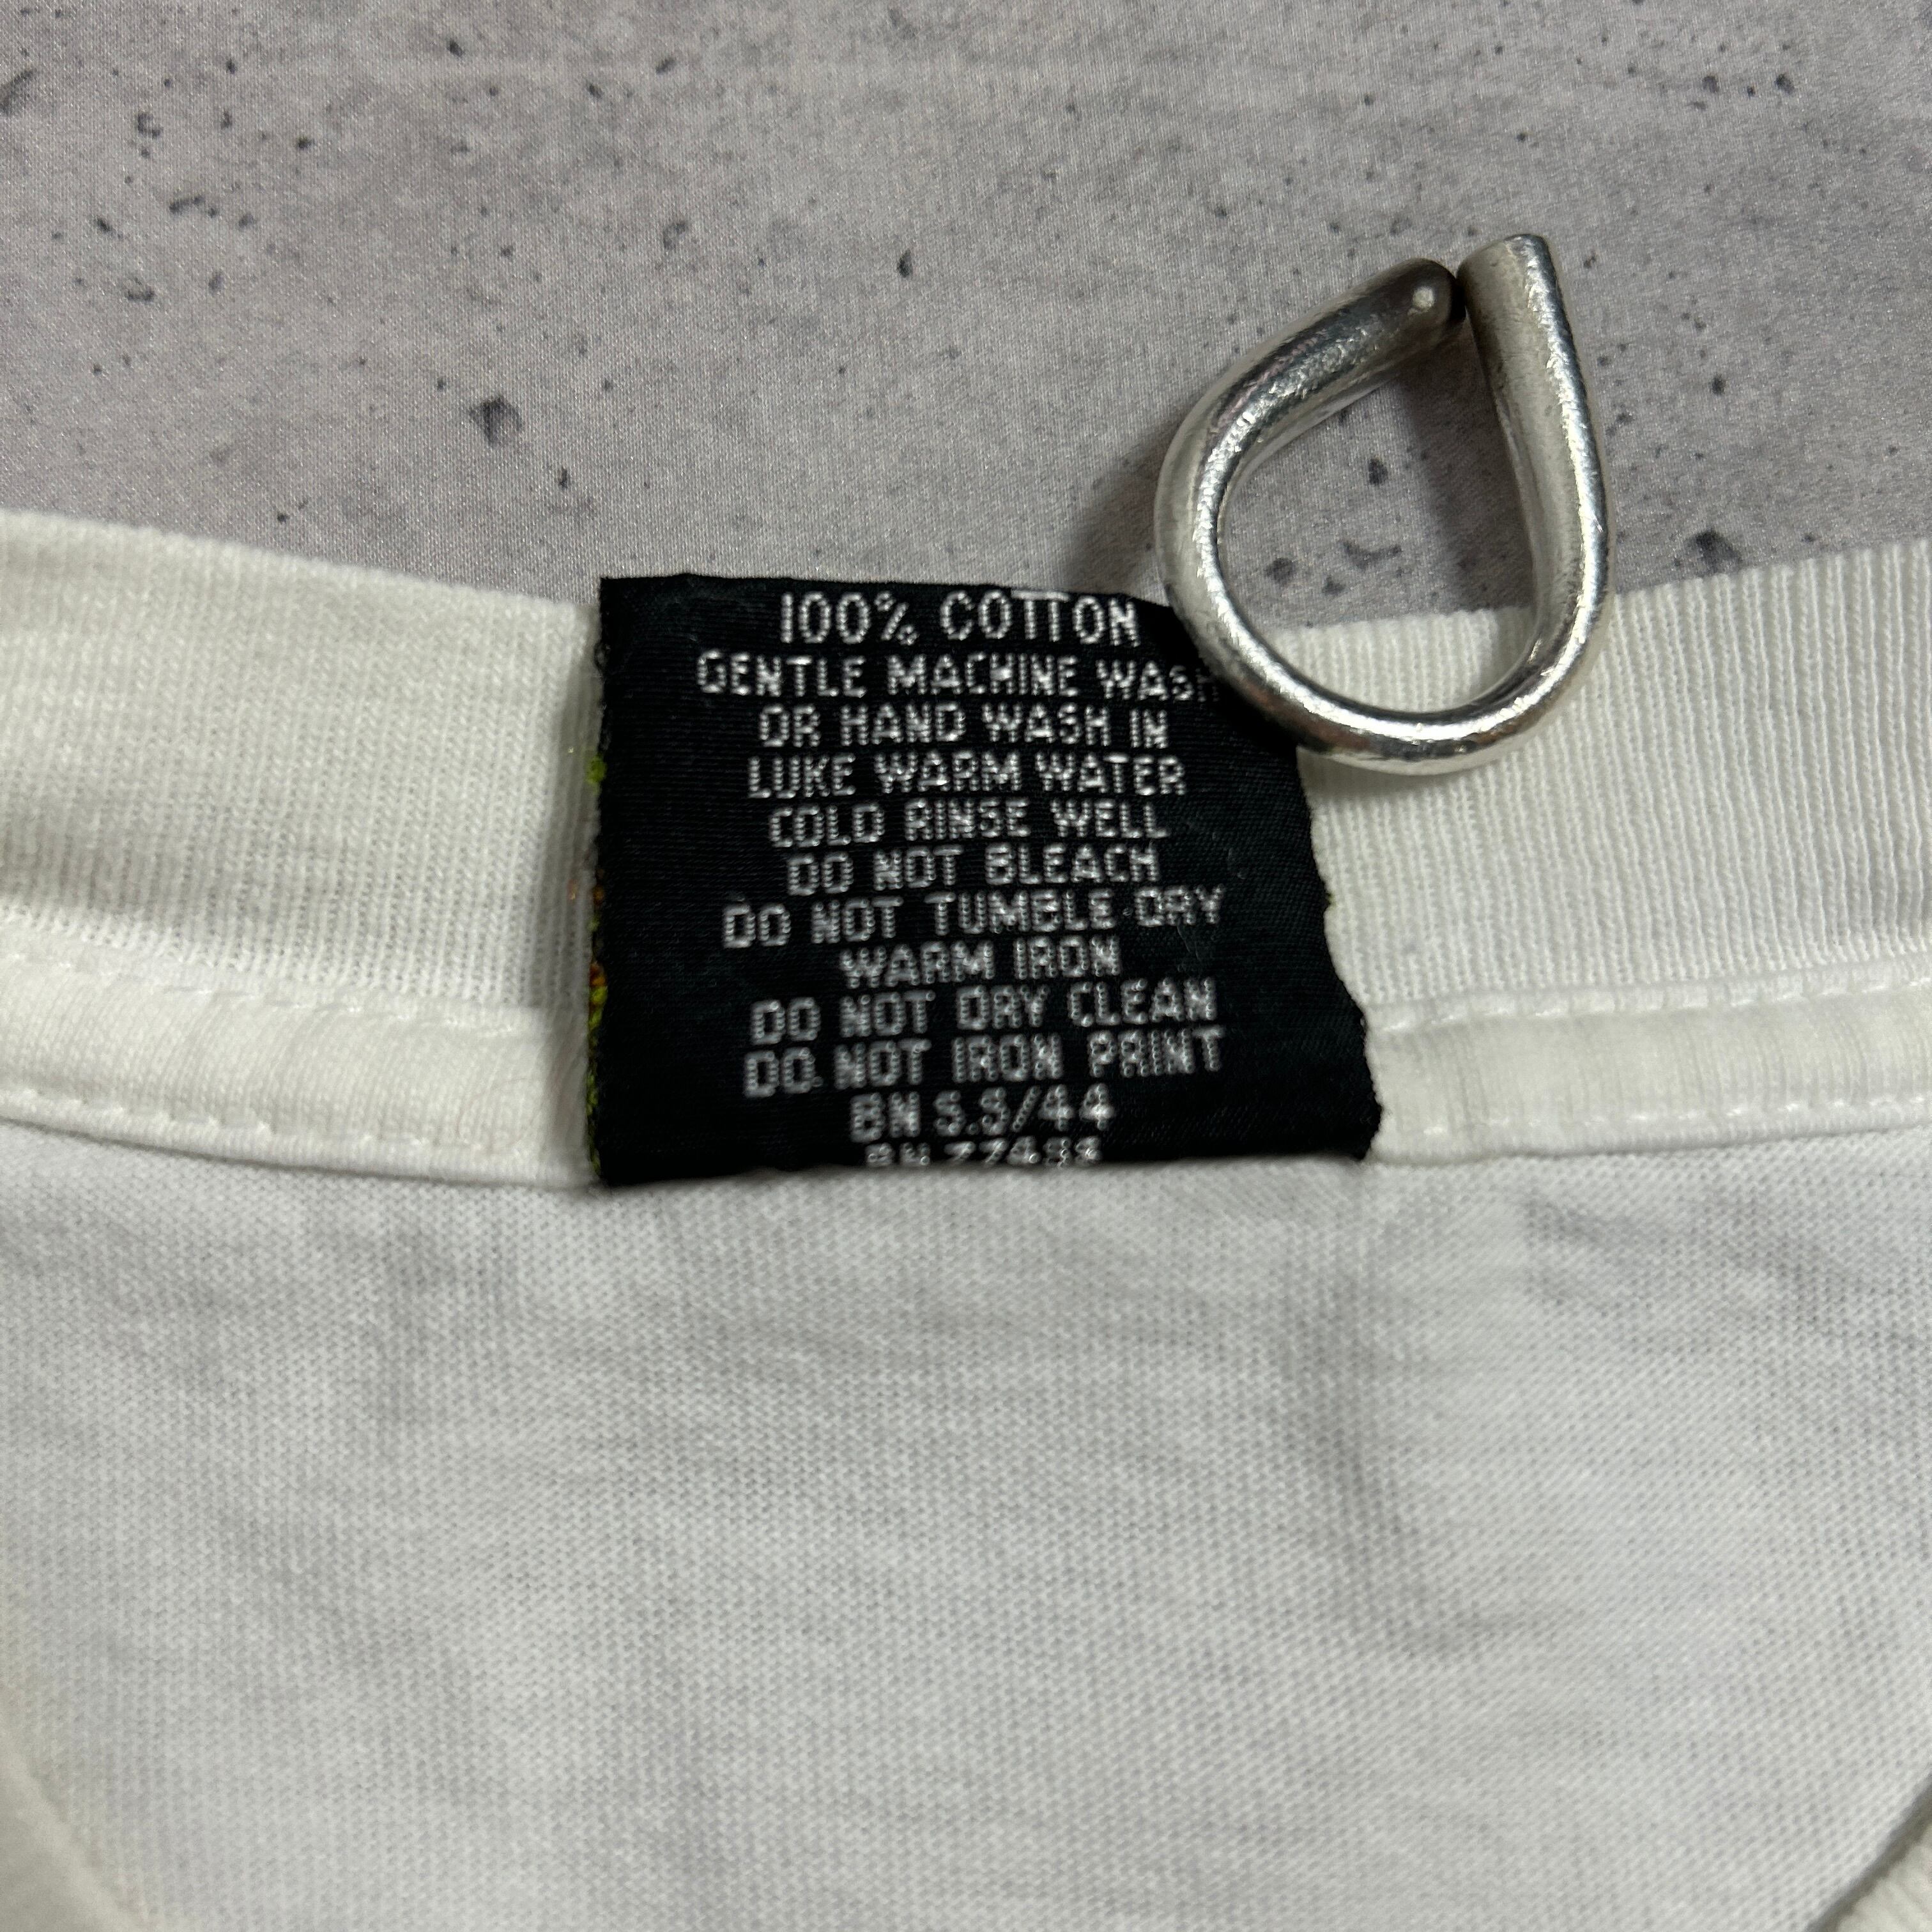 100% COTTON
GENTLE MACHINE WASH
OR HAND WASH IN
LUKE WARM WATER
COLD RINSE WELL
DO NOT BLEACH
DO NOT TUMBLE DRY
WARM IRON
DO NOT DRY CLEAN
DO NOT IRON PRINT
BN S.S/44